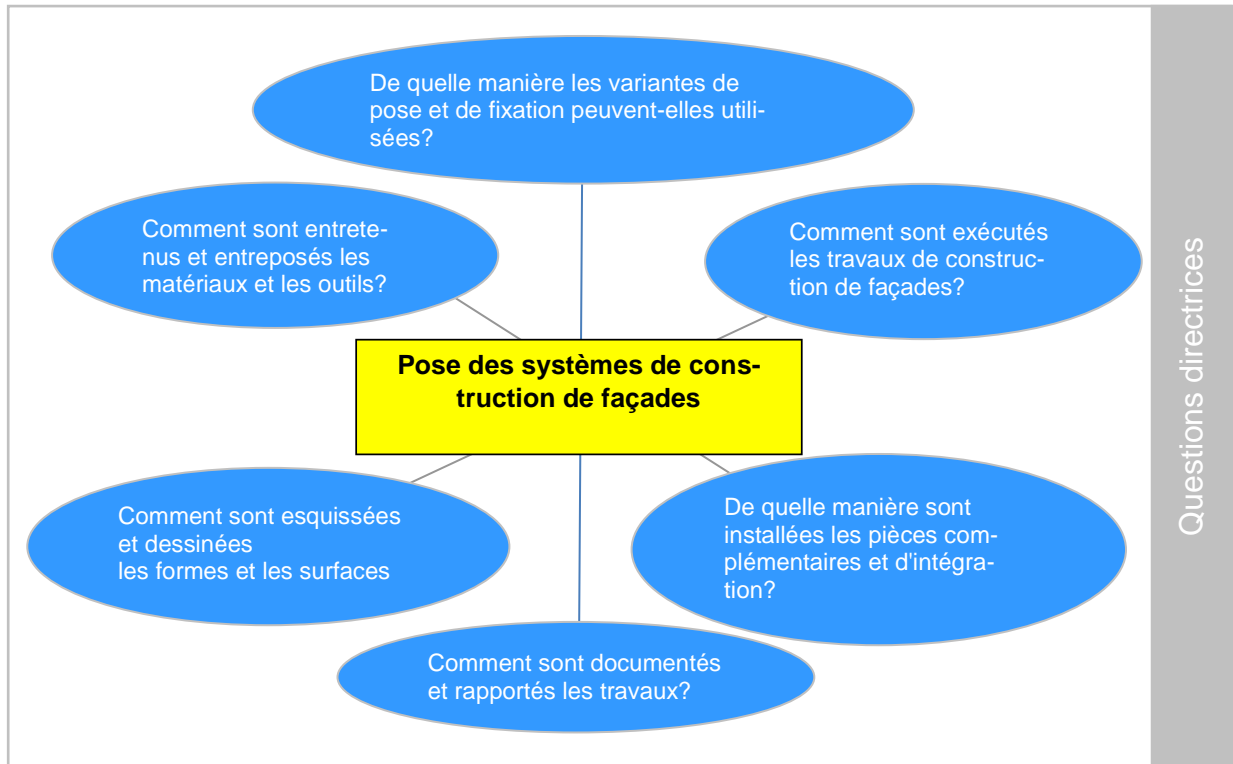 De quelle manière les variantes de
pose et de fixation peuvent-elles utili-
sées?
Comment sont entrete-
nus et entreposés les
matériaux et les outils?
Comment sont exécutés
les travaux de construc-
tion de façades?
Pose des systèmes de cons-
truction de façades
Comment sont esquissées
et dessinées
les formes et les surfaces
De quelle manière sont
installées les pièces com-
plémentaires et d'intégra-
tion?
Comment sont documentés
et rapportés les travaux?
Questions directrices